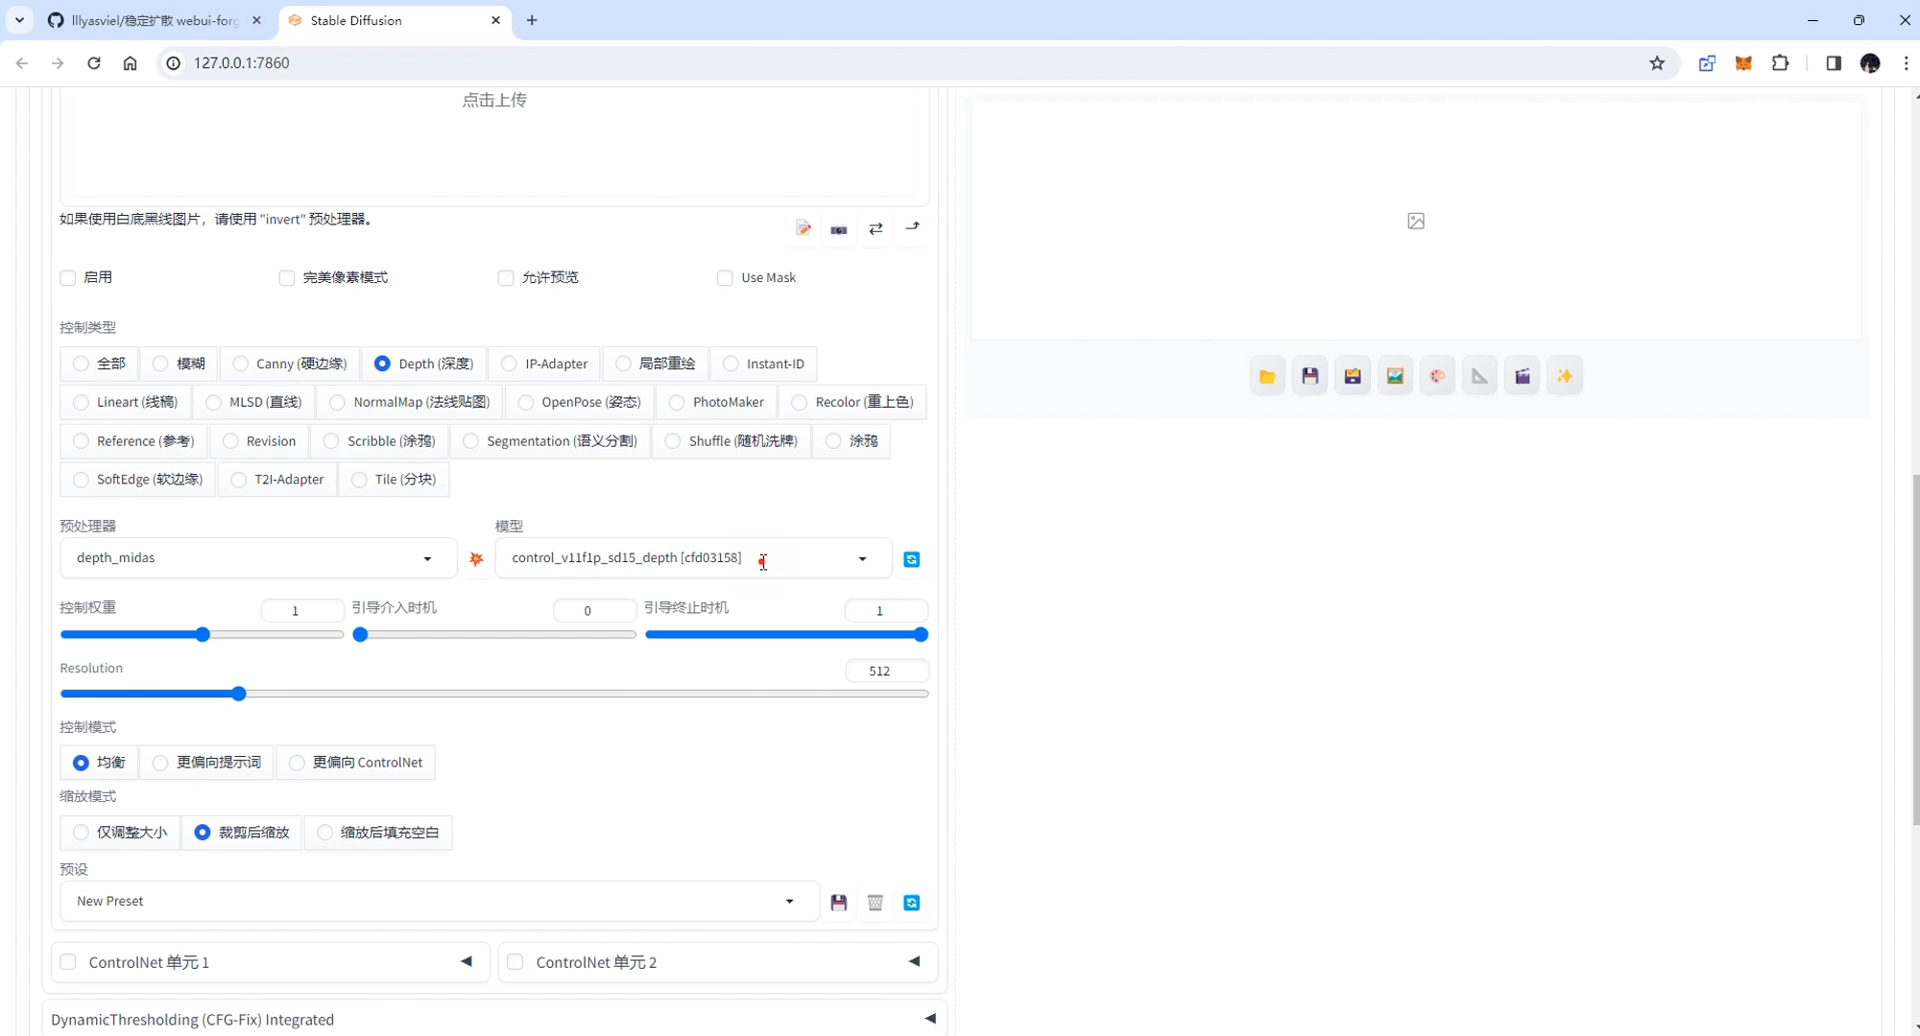 lllyasviel/稳定扩散 webui-forg
Stable Diffusion
127.0.0.1:7860
点击上传
如果使用白底黑线图片，请使用 "invert" 预处理器。
启用 完美像素模式 允许预览 Use Mask
控制类型
全部 模糊 Canny (硬边缘) Depth (深度) IP-Adapter 局部重绘 Instant-ID
Lineart (线稿) MLSD (直线) NormalMap (法线贴图) OpenPose (姿态) PhotoMaker Recolor (重上色)
Reference (参考) Revision Scribble (涂鸦) Segmentation (语义分割) Shuffle (随机洗牌) 涂鸦
SoftEdge (软边缘) T2I-Adapter Tile (分块)
预处理器 模型
depth_midas control_v11f1p_sd15_depth [cfd03158]
控制权重 1 引导介入时机 0 引导终止时机 1
Resolution 512
控制模式
均衡 更偏向提示词 更偏向 ControlNet
缩放模式
仅调整大小 裁剪后缩放 缩放后填充空白
预设
New Preset
ControlNet 单元 1 ControlNet 单元 2
DynamicThresholding (CFG-Fix) Integrated